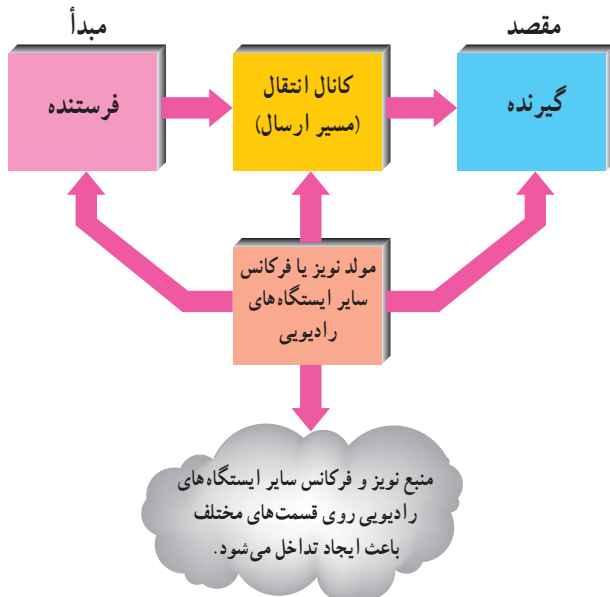 مبدأ
مقصد
فرستنده
کانال انتقال
(مسیر ارسال)
گیرنده
مولد نویز یا فرکانس
سایر ایستگاه‌های
رادیویی
منبع نویز و فرکانس سایر ایستگاه‌های
رادیویی روی قسمت‌های مختلف
باعث ایجاد تداخل می‌شود.